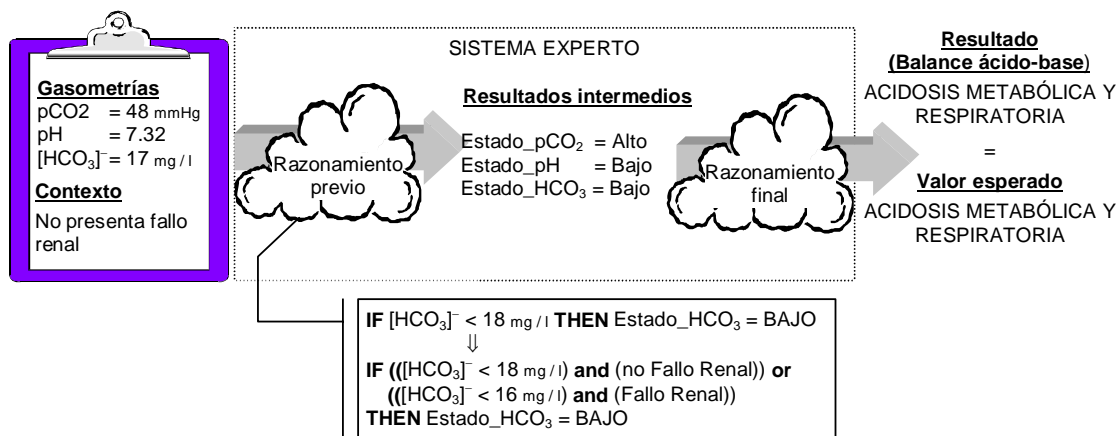 Gasometrías
pCO2 = 48 mmHg
pH = 7.32
[HCO₃]⁻ = 17 mg / l
Contexto
No presenta fallo
renal
SISTEMA EXPERTO
Razonamiento
previo
Resultados intermedios
Estado_pCO₂ = Alto
Estado_pH = Bajo
Estado_HCO₃ = Bajo
Razonamiento
final
Resultado
(Balance ácido-base)
ACIDOSIS METABÓLICA Y
RESPIRATORIA
=
Valor esperado
ACIDOSIS METABÓLICA Y
RESPIRATORIA
IF [HCO₃]⁻ < 18 mg / l THEN Estado_HCO₃ = BAJO
⇓
IF (([HCO₃]⁻ < 18 mg / l) and (no Fallo Renal)) or
(([HCO₃]⁻ < 16 mg / l) and (Fallo Renal))
THEN Estado_HCO₃ = BAJO